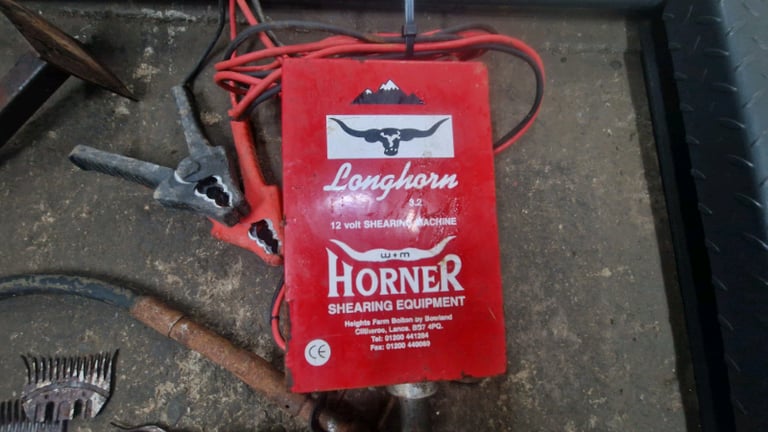 Longhorn
3.2
12 volt SHEARING MACHINE
w+m
HORNER
SHEARING EQUIPMENT
Heights Farm Bolton by Bowland
Clitheroe, Lancs. BB7 4PQ.
Tel: 01200 441284
Fax: 01200 440069
CE